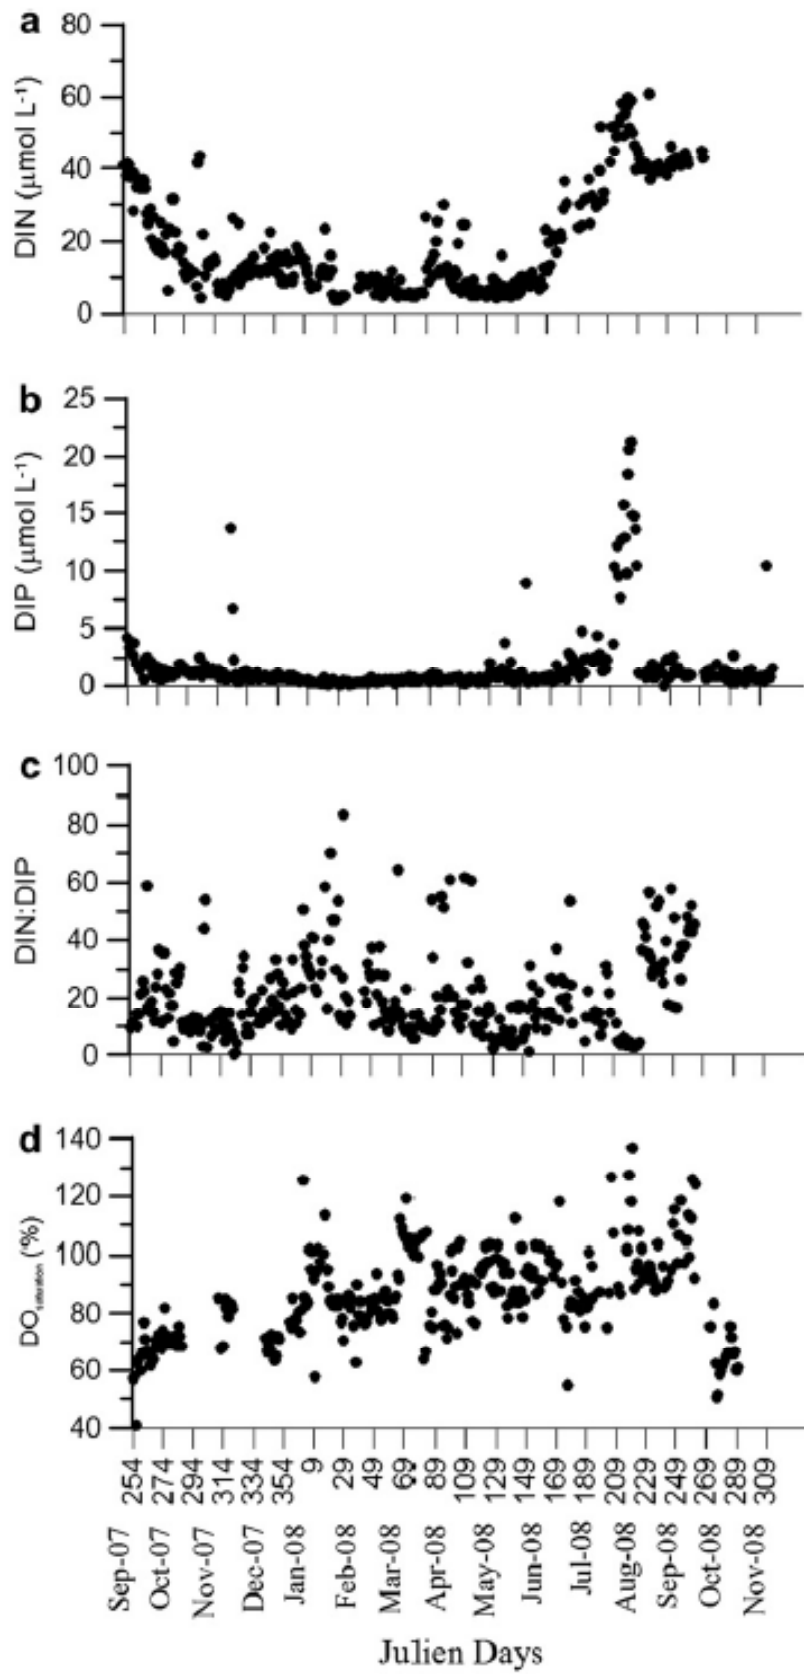 a
DIN (μmol L-1)
80
60
40
20
0
b
DIP (μmol L-1)
25
20
15
10
5
0
c
DIN:DIP
100
80
60
40
20
0
d
DOsaturation (%)
140
120
100
80
60
40
254 274 294 314 334 354 9 29 49 69 89 109 129 149 169 189 209 229 249 269 289 309
Sep-07 Oct-07 Nov-07 Dec-07 Jan-08 Feb-08 Mar-08 Apr-08 May-08 Jun-08 Jul-08 Aug-08 Sep-08 Oct-08 Nov-08
Julien Days